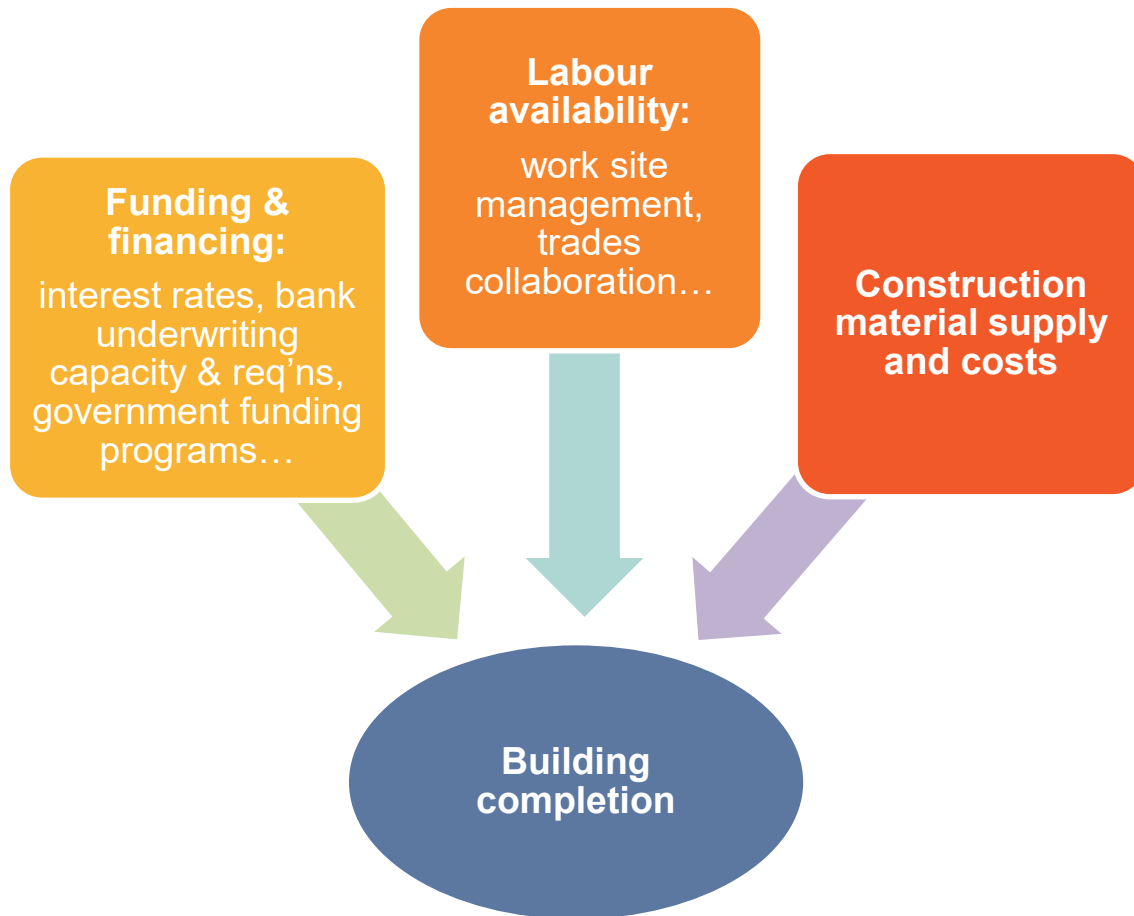 Labour
availability:
work site
management,
trades
collaboration…
Funding &
financing:
interest rates, bank
underwriting
capacity & req’ns,
government funding
programs…
Construction
material supply
and costs
Building
completion